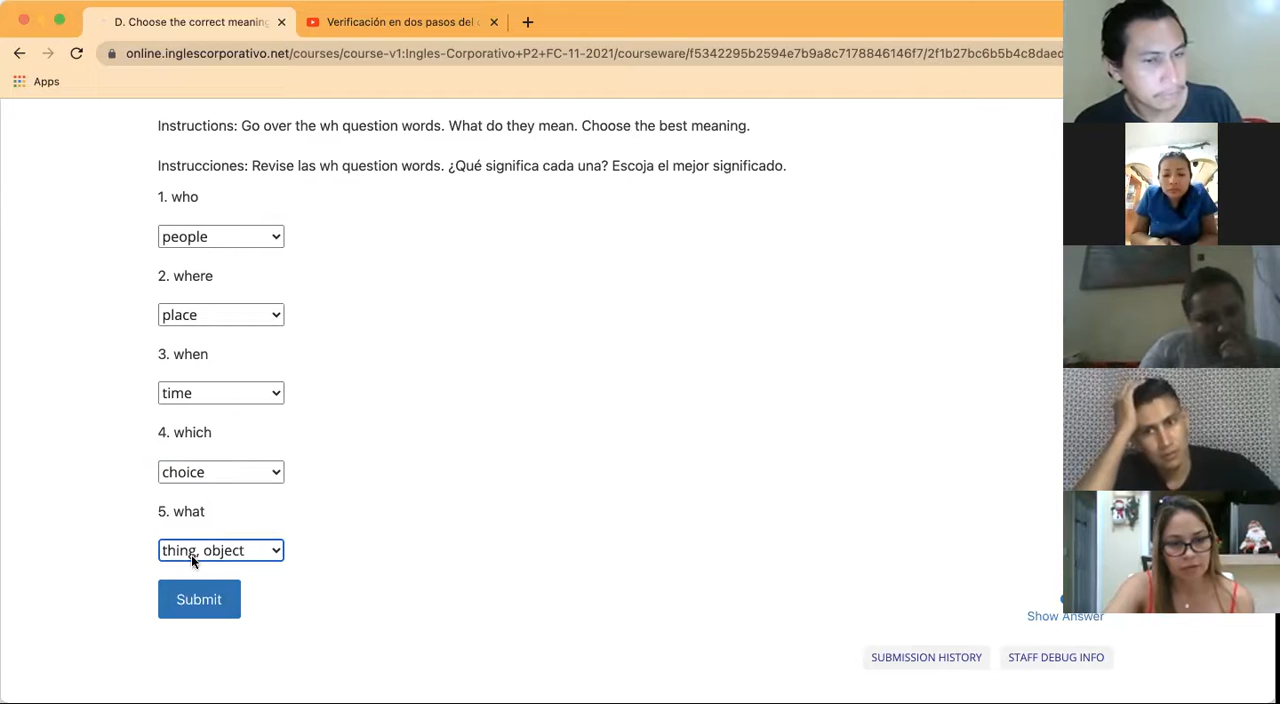 D. Choose the correct meaning
Verificación en dos pasos del
online.inglescorporativo.net/courses/course-v1:Ingles-Corporativo+P2+FC-11-2021/courseware/f5342295b2594e7b9a8c7178846146f7/2f1b27bc6b5b4c8daed
Apps
Instructions: Go over the wh question words. What do they mean. Choose the best meaning.
Instrucciones: Revise las wh question words. ¿Qué significa cada una? Escoja el mejor significado.
1. who
people
2. where
place
3. when
time
4. which
choice
5. what
thing, object
Submit
Show Answer
SUBMISSION HISTORY
STAFF DEBUG INFO